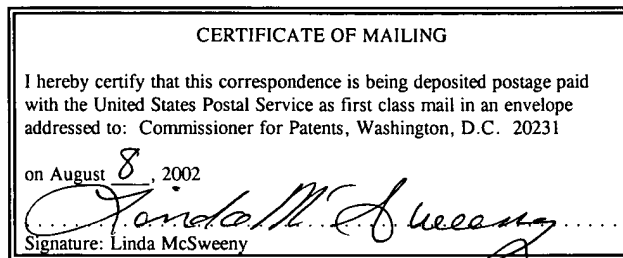 CERTIFICATE OF MAILING
I hereby certify that this correspondence is being deposited postage paid
with the United States Postal Service as first class mail in an envelope
addressed to: Commissioner for Patents, Washington, D.C. 20231
on August 8, 2002
Linda McSweeny
Signature: Linda McSweeny